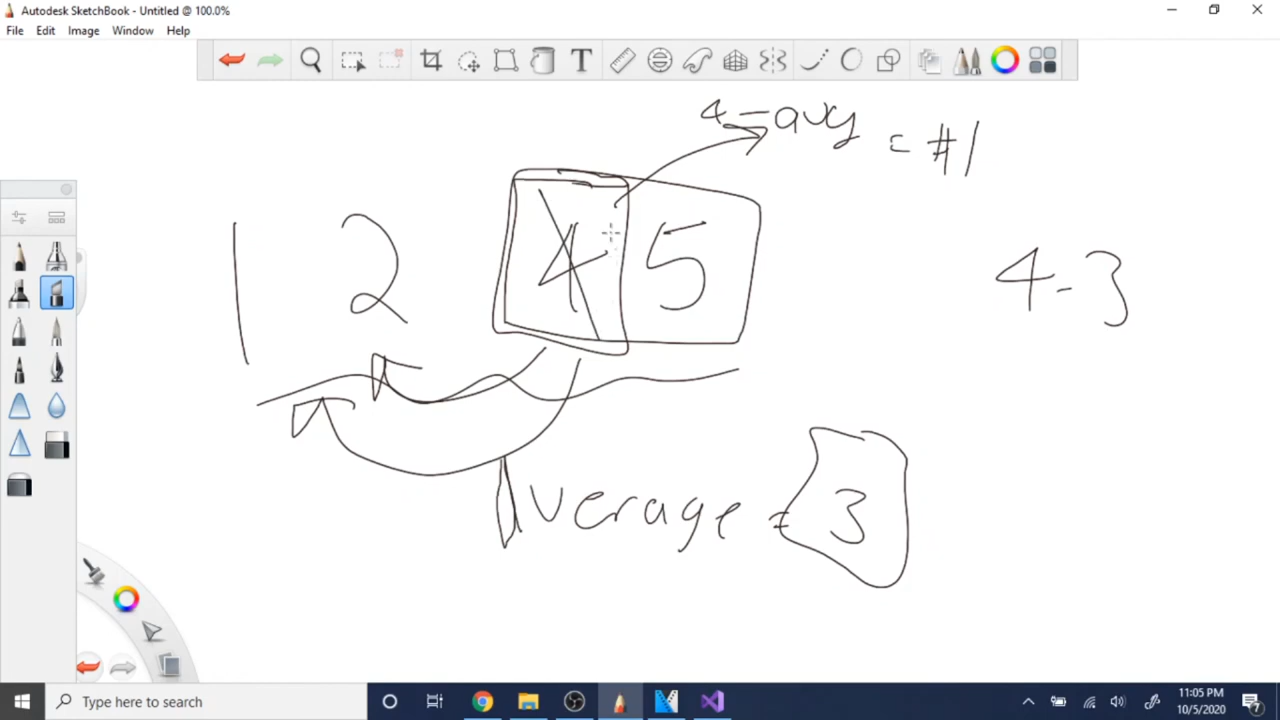 Autodesk SketchBook - Untitled @ 100.0%
File Edit Image Window Help
T
4-avg = #1
1 2 4 5
4-3
Average = 3
Type here to search
11:05 PM
10/5/2020
7